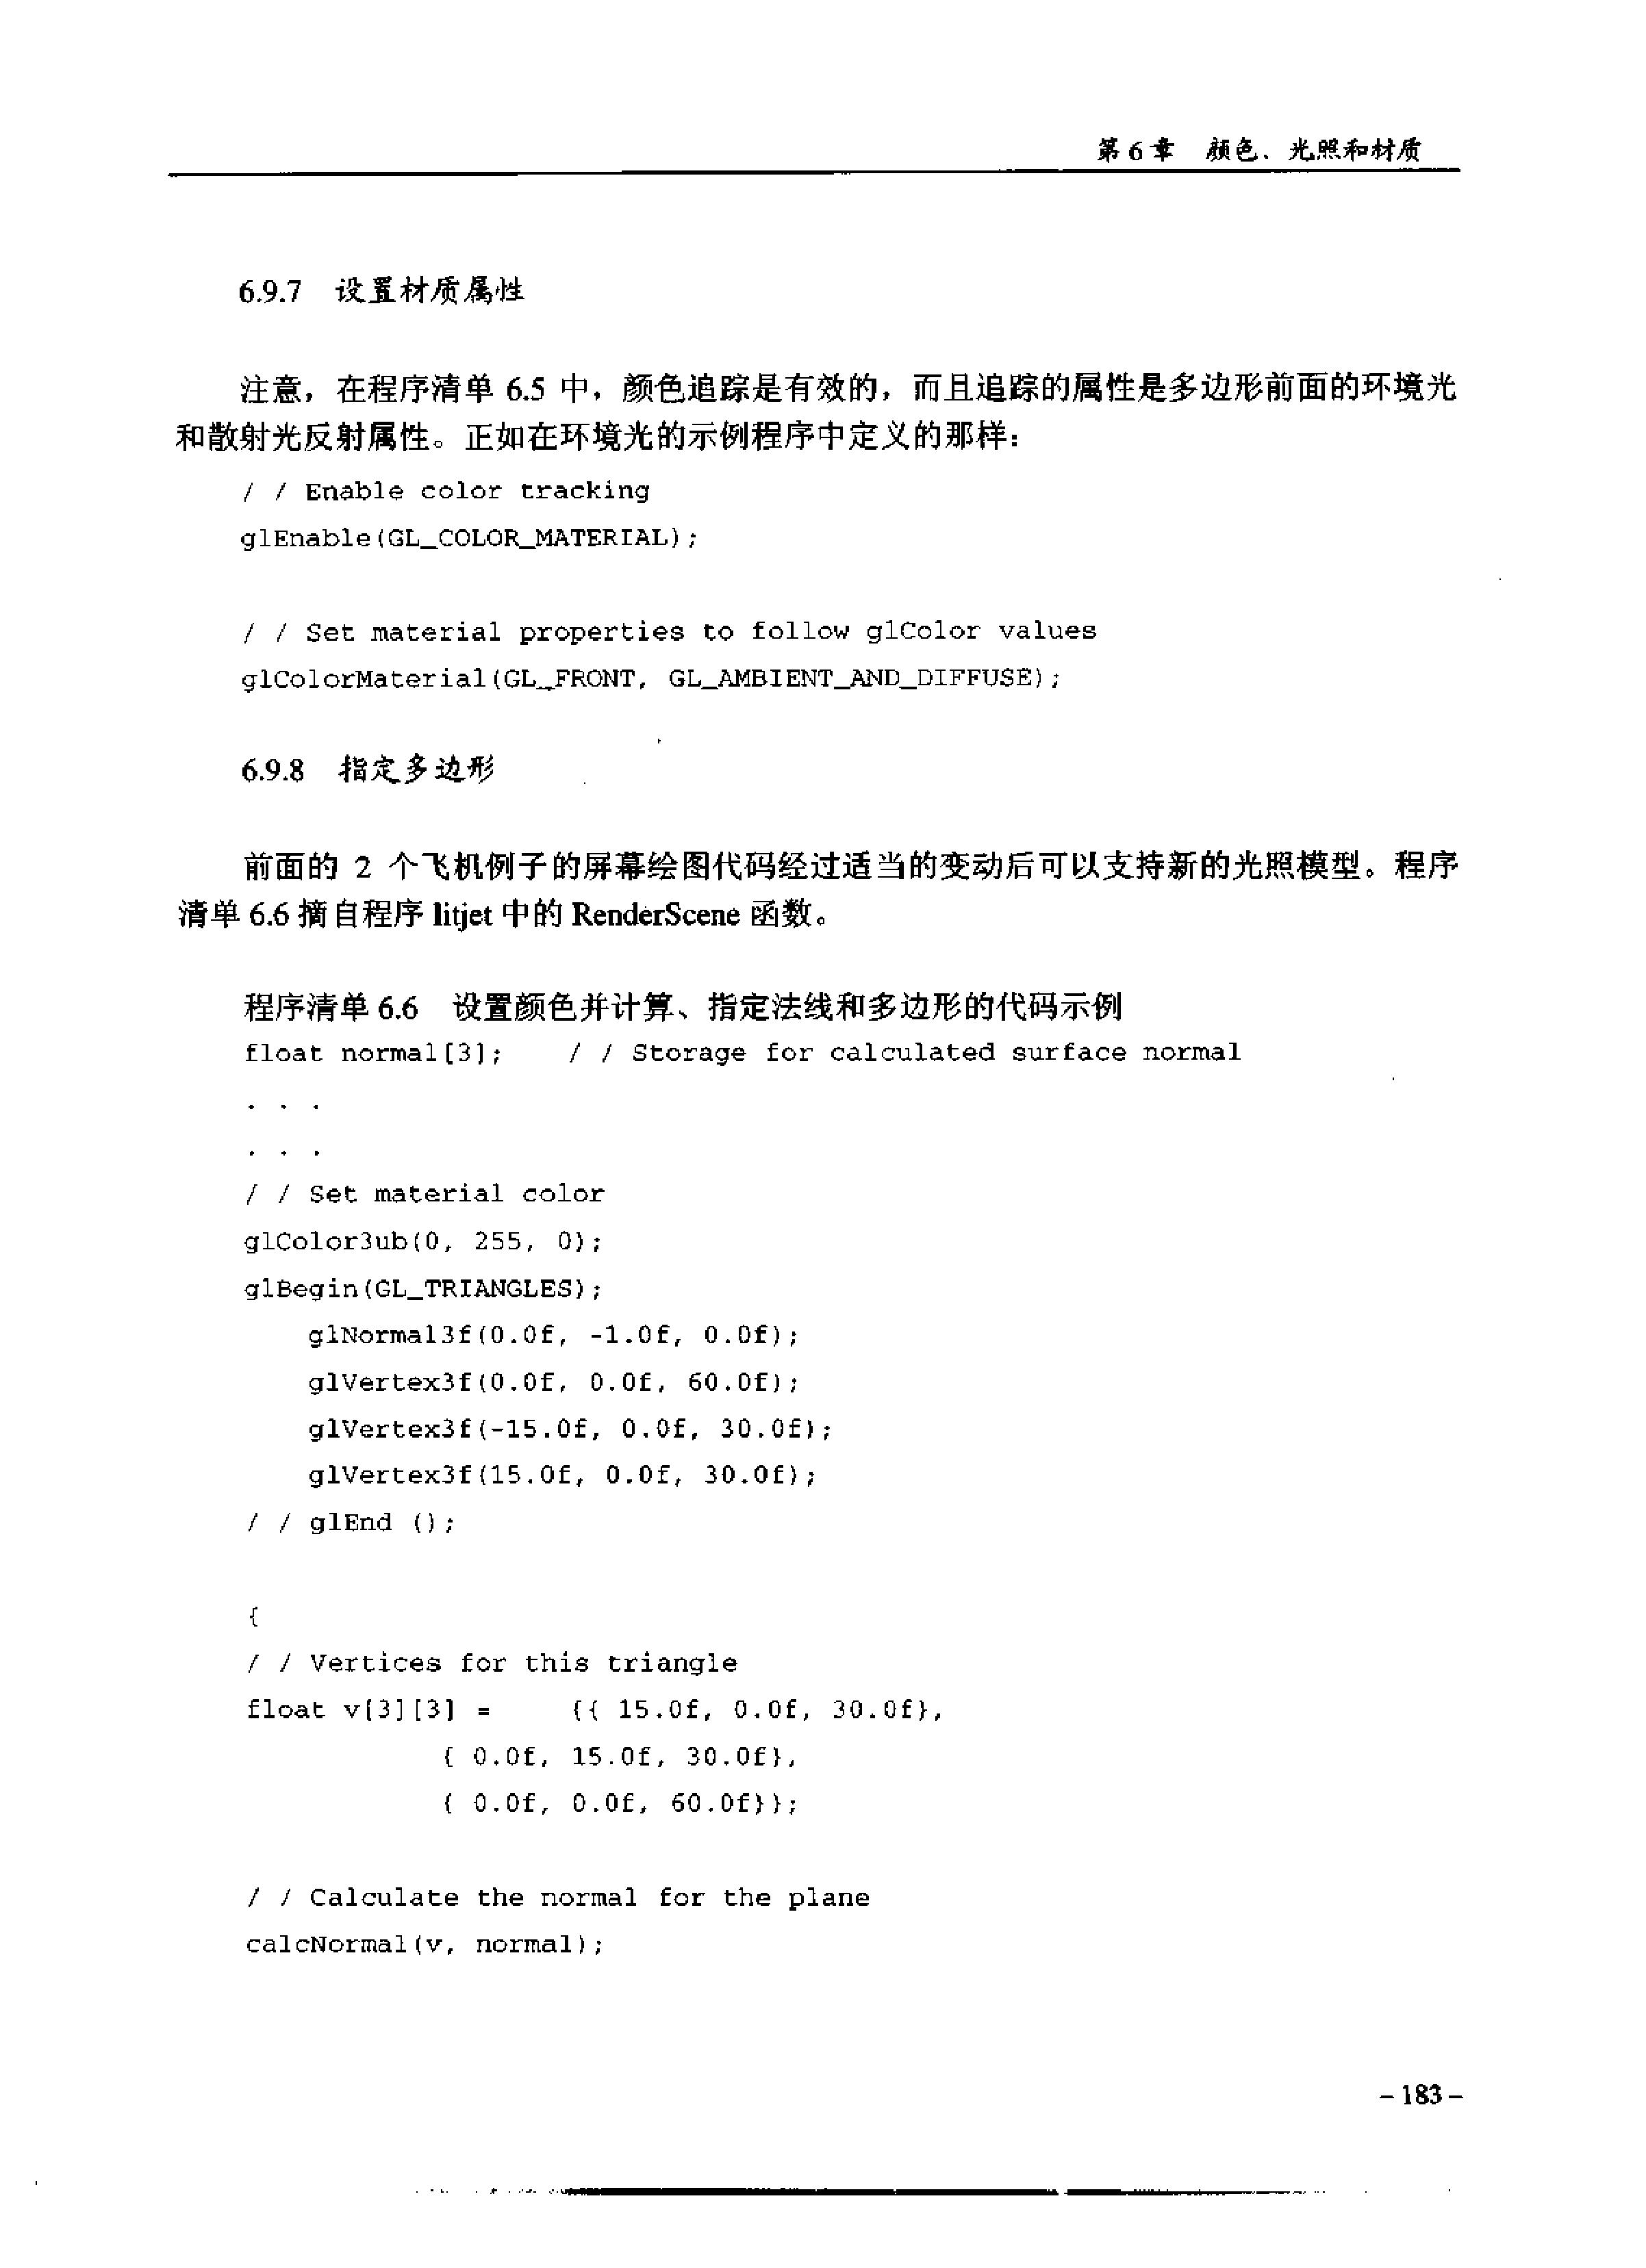 第6章 颜色、光照和材质
6.9.7 设置材质属性
注意，在程序清单 6.5 中，颜色追踪是有效的，而且追踪的属性是多边形前面的环境光
和散射光反射属性。正如在环境光的示例程序中定义的那样：
/ / Enable color tracking
glEnable(GL_COLOR_MATERIAL);
/ / Set material properties to follow glColor values
glColorMaterial(GL_FRONT, GL_AMBIENT_AND_DIFFUSE);
6.9.8 指定多边形
前面的 2 个飞机例子的屏幕绘图代码经过适当的变动后可以支持新的光照模型。程序
清单 6.6 摘自程序 litjet 中的 RenderScene 函数。
程序清单 6.6 设置颜色并计算、指定法线和多边形的代码示例
float normal[3]; / / Storage for calculated surface normal
. . .
. . .
/ / Set material color
glColor3ub(0, 255, 0);
glBegin(GL_TRIANGLES);
glNormal3f(0.0f, -1.0f, 0.0f);
glVertex3f(0.0f, 0.0f, 60.0f);
glVertex3f(-15.0f, 0.0f, 30.0f);
glVertex3f(15.0f, 0.0f, 30.0f);
/ / glEnd ();
{
/ / Vertices for this triangle
float v[3][3] = {{ 15.0f, 0.0f, 30.0f},
{ 0.0f, 15.0f, 30.0f},
{ 0.0f, 0.0f, 60.0f}};
/ / Calculate the normal for the plane
calcNormal(v, normal);
- 183 -